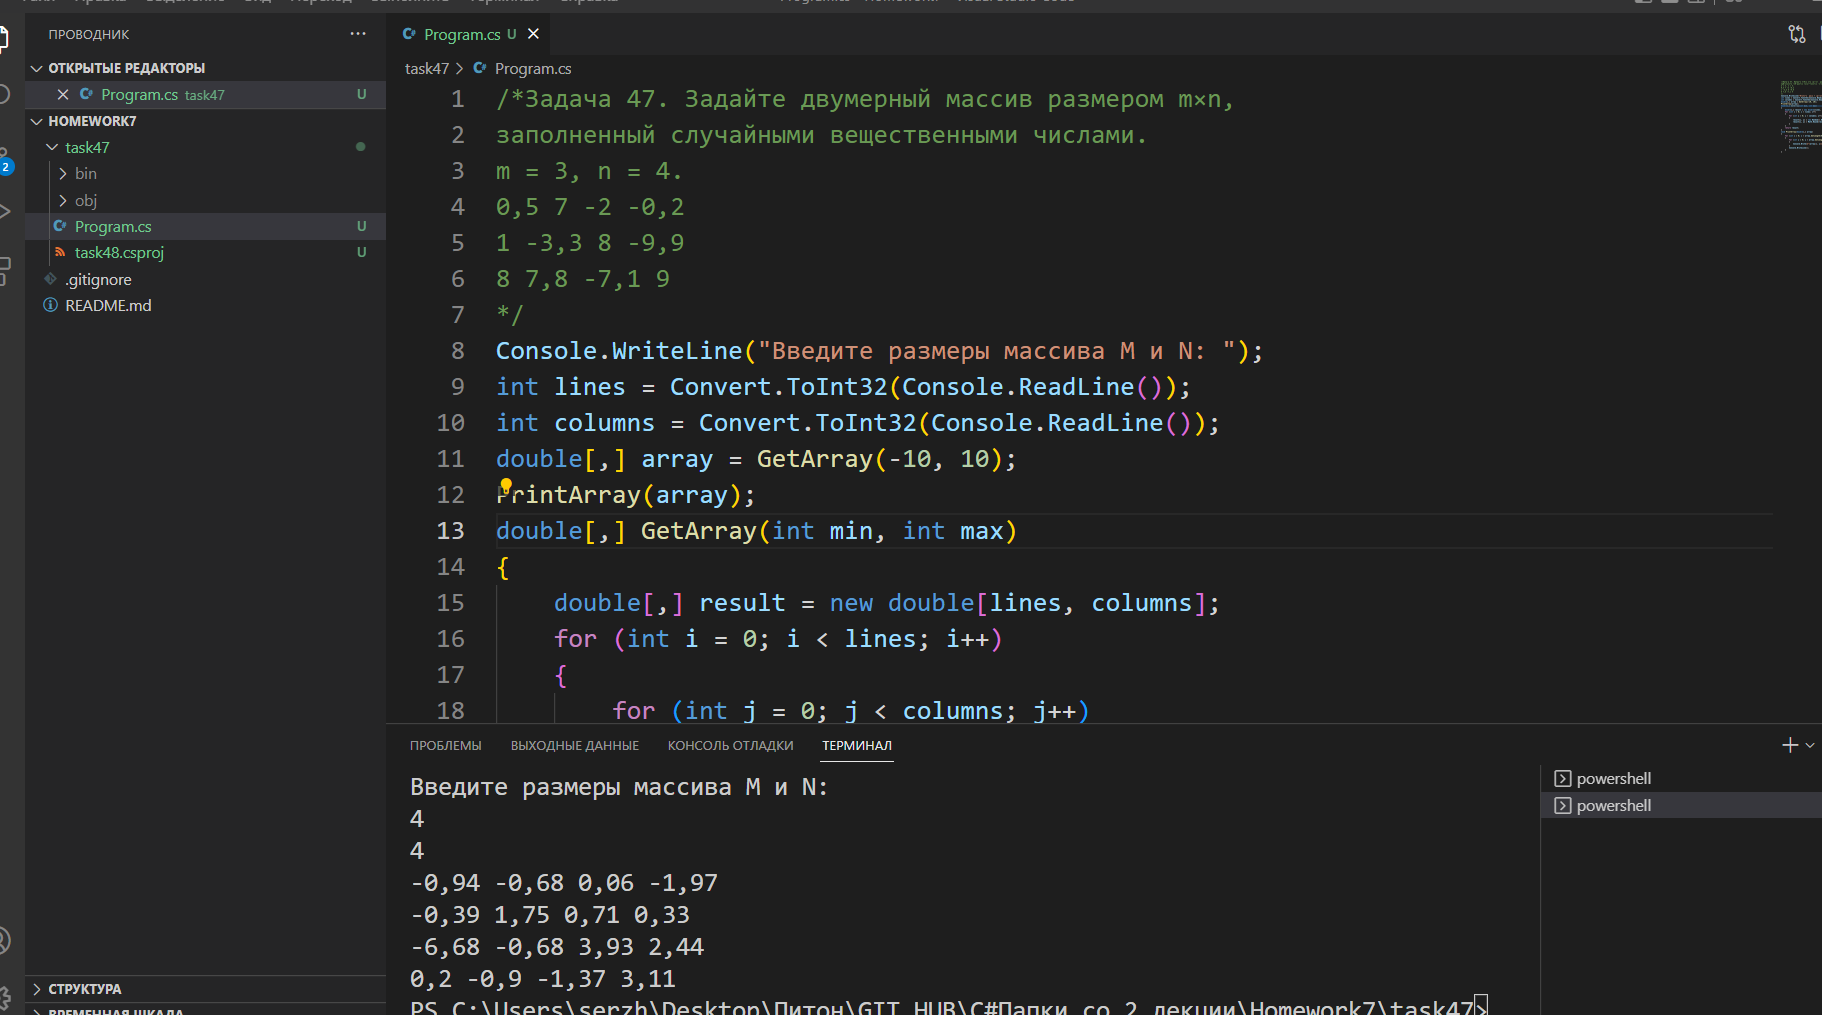 ПРОВОДНИК
ОТКРЫТЫЕ РЕДАКТОРЫ
Program.cs task47 U
HOMEWORK7
task47
bin
obj
Program.cs U
task48.csproj U
.gitignore
README.md
СТРУКТУРА
ВРЕМЕННАЯ ШКАЛА
2
Program.cs U
task47 > Program.cs
1 /*Задача 47. Задайте двумерный массив размером m×n,
2 заполненный случайными вещественными числами.
3 m = 3, n = 4.
4 0,5 7 -2 -0,2
5 1 -3,3 8 -9,9
6 8 7,8 -7,1 9
7 */
8 Console.WriteLine("Введите размеры массива M и N: ");
9 int lines = Convert.ToInt32(Console.ReadLine());
10 int columns = Convert.ToInt32(Console.ReadLine());
11 double[,] array = GetArray(-10, 10);
12 PrintArray(array);
13 double[,] GetArray(int min, int max)
14 {
15 double[,] result = new double[lines, columns];
16 for (int i = 0; i < lines; i++)
17 {
18 for (int j = 0; j < columns; j++)
ПРОБЛЕМЫ ВЫХОДНЫЕ ДАННЫЕ КОНСОЛЬ ОТЛАДКИ ТЕРМИНАЛ
Введите размеры массива M и N:
4
4
-0,94 -0,68 0,06 -1,97
-0,39 1,75 0,71 0,33
-6,68 -0,68 3,93 2,44
0,2 -0,9 -1,37 3,11
PS C:\Users\serzh\Desktop\Питон\GIT HUB\C#Папки со 2 лекции\Homework7\task47>
powershell
powershell